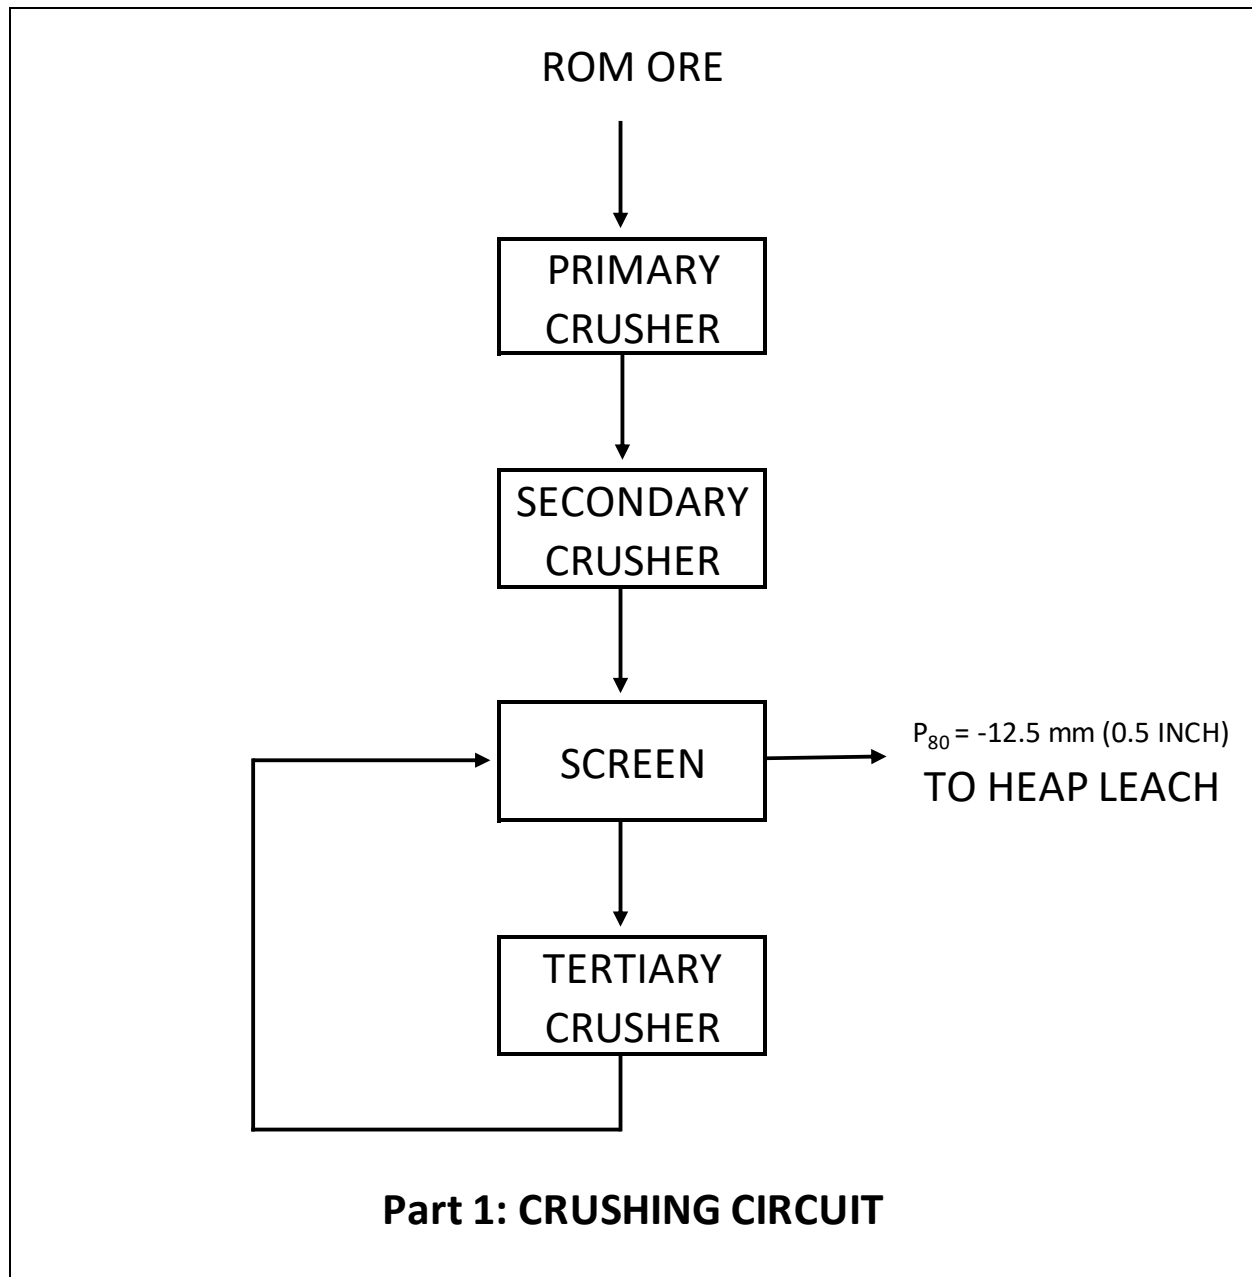 ROM ORE
PRIMARY
CRUSHER
SECONDARY
CRUSHER
SCREEN
P₈₀ = -12.5 mm (0.5 INCH)
TO HEAP LEACH
TERTIARY
CRUSHER
Part 1: CRUSHING CIRCUIT